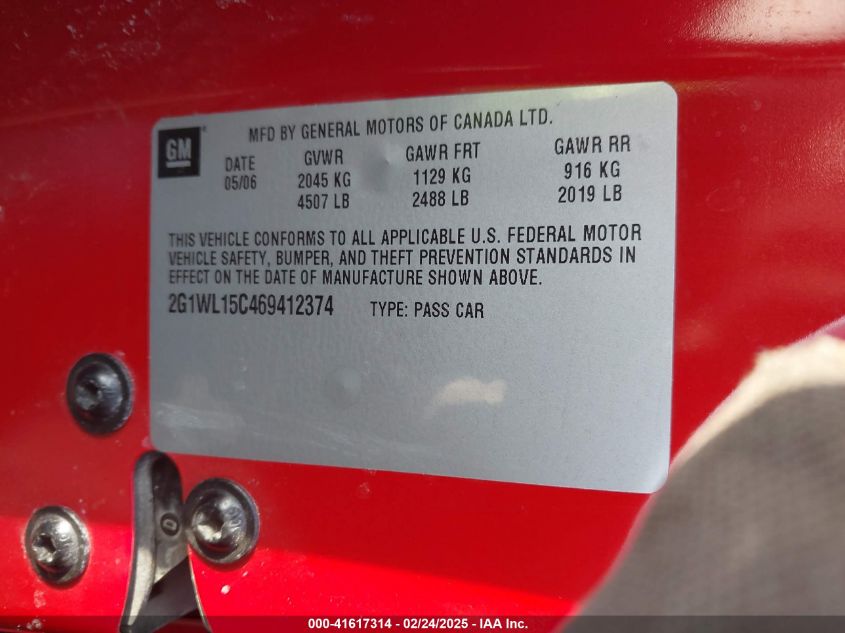 GM
MFD BY GENERAL MOTORS OF CANADA LTD.
DATE GVWR GAWR FRT GAWR RR
05/06 2045 KG 1129 KG 916 KG
4507 LB 2488 LB 2019 LB
THIS VEHICLE CONFORMS TO ALL APPLICABLE U.S. FEDERAL MOTOR
VEHICLE SAFETY, BUMPER, AND THEFT PREVENTION STANDARDS IN
EFFECT ON THE DATE OF MANUFACTURE SHOWN ABOVE.
2G1WL15C469412374 TYPE: PASS CAR
000-41617314 - 02/24/2025 - IAA Inc.